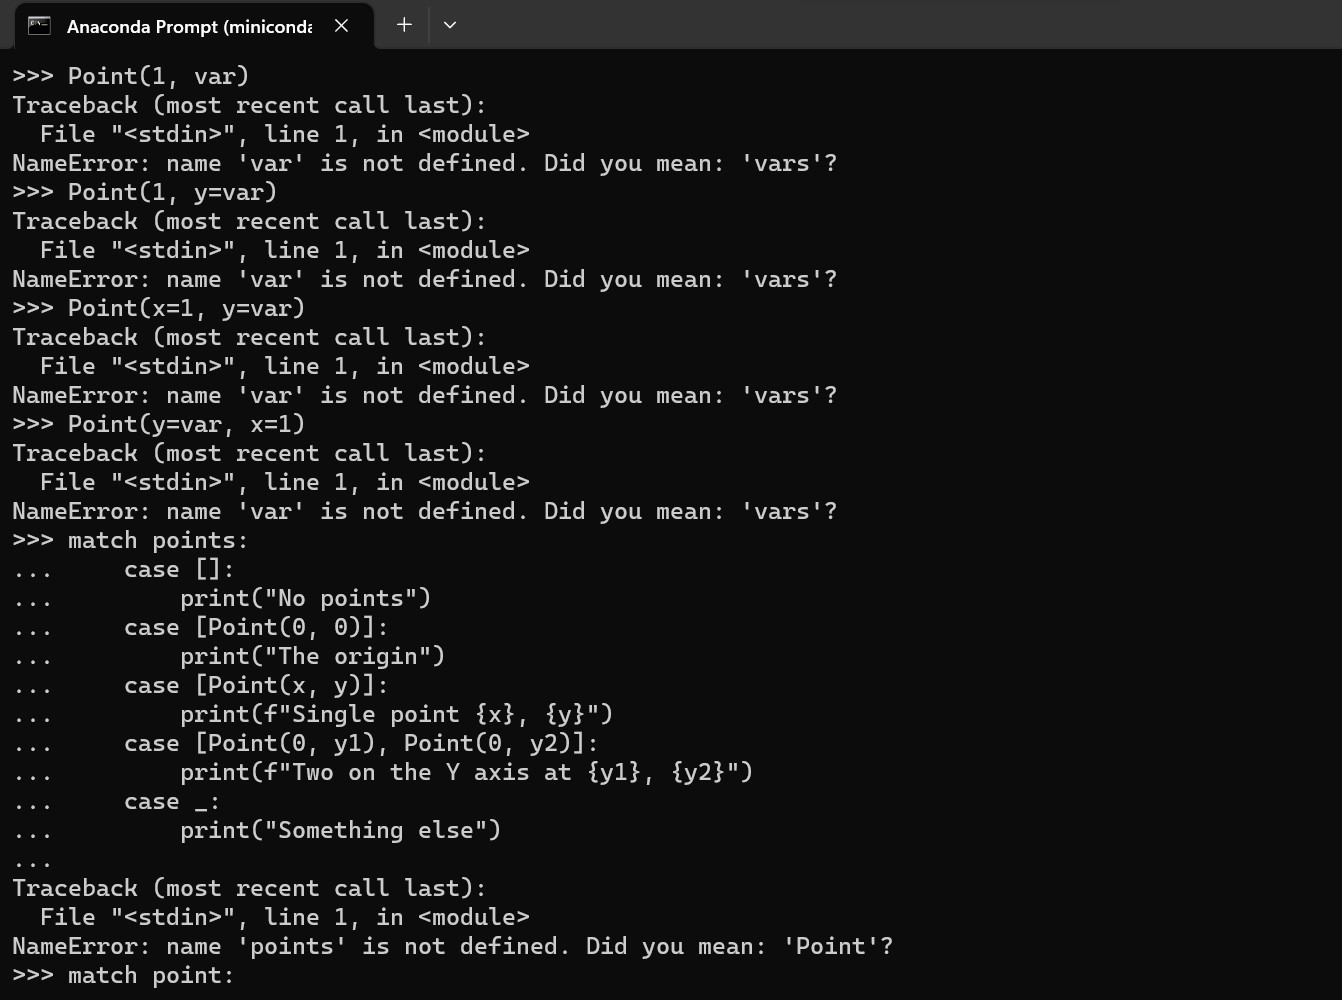 Anaconda Prompt (minicond
>>> Point(1, var)
Traceback (most recent call last):
  File "<stdin>", line 1, in <module>
NameError: name 'var' is not defined. Did you mean: 'vars'?
>>> Point(1, y=var)
Traceback (most recent call last):
  File "<stdin>", line 1, in <module>
NameError: name 'var' is not defined. Did you mean: 'vars'?
>>> Point(x=1, y=var)
Traceback (most recent call last):
  File "<stdin>", line 1, in <module>
NameError: name 'var' is not defined. Did you mean: 'vars'?
>>> Point(y=var, x=1)
Traceback (most recent call last):
  File "<stdin>", line 1, in <module>
NameError: name 'var' is not defined. Did you mean: 'vars'?
>>> match points:
...     case []:
...         print("No points")
...     case [Point(0, 0)]:
...         print("The origin")
...     case [Point(x, y)]:
...         print(f"Single point {x}, {y}")
...     case [Point(0, y1), Point(0, y2)]:
...         print(f"Two on the Y axis at {y1}, {y2}")
...     case _:
...         print("Something else")
...
Traceback (most recent call last):
  File "<stdin>", line 1, in <module>
NameError: name 'points' is not defined. Did you mean: 'Point'?
>>> match point: